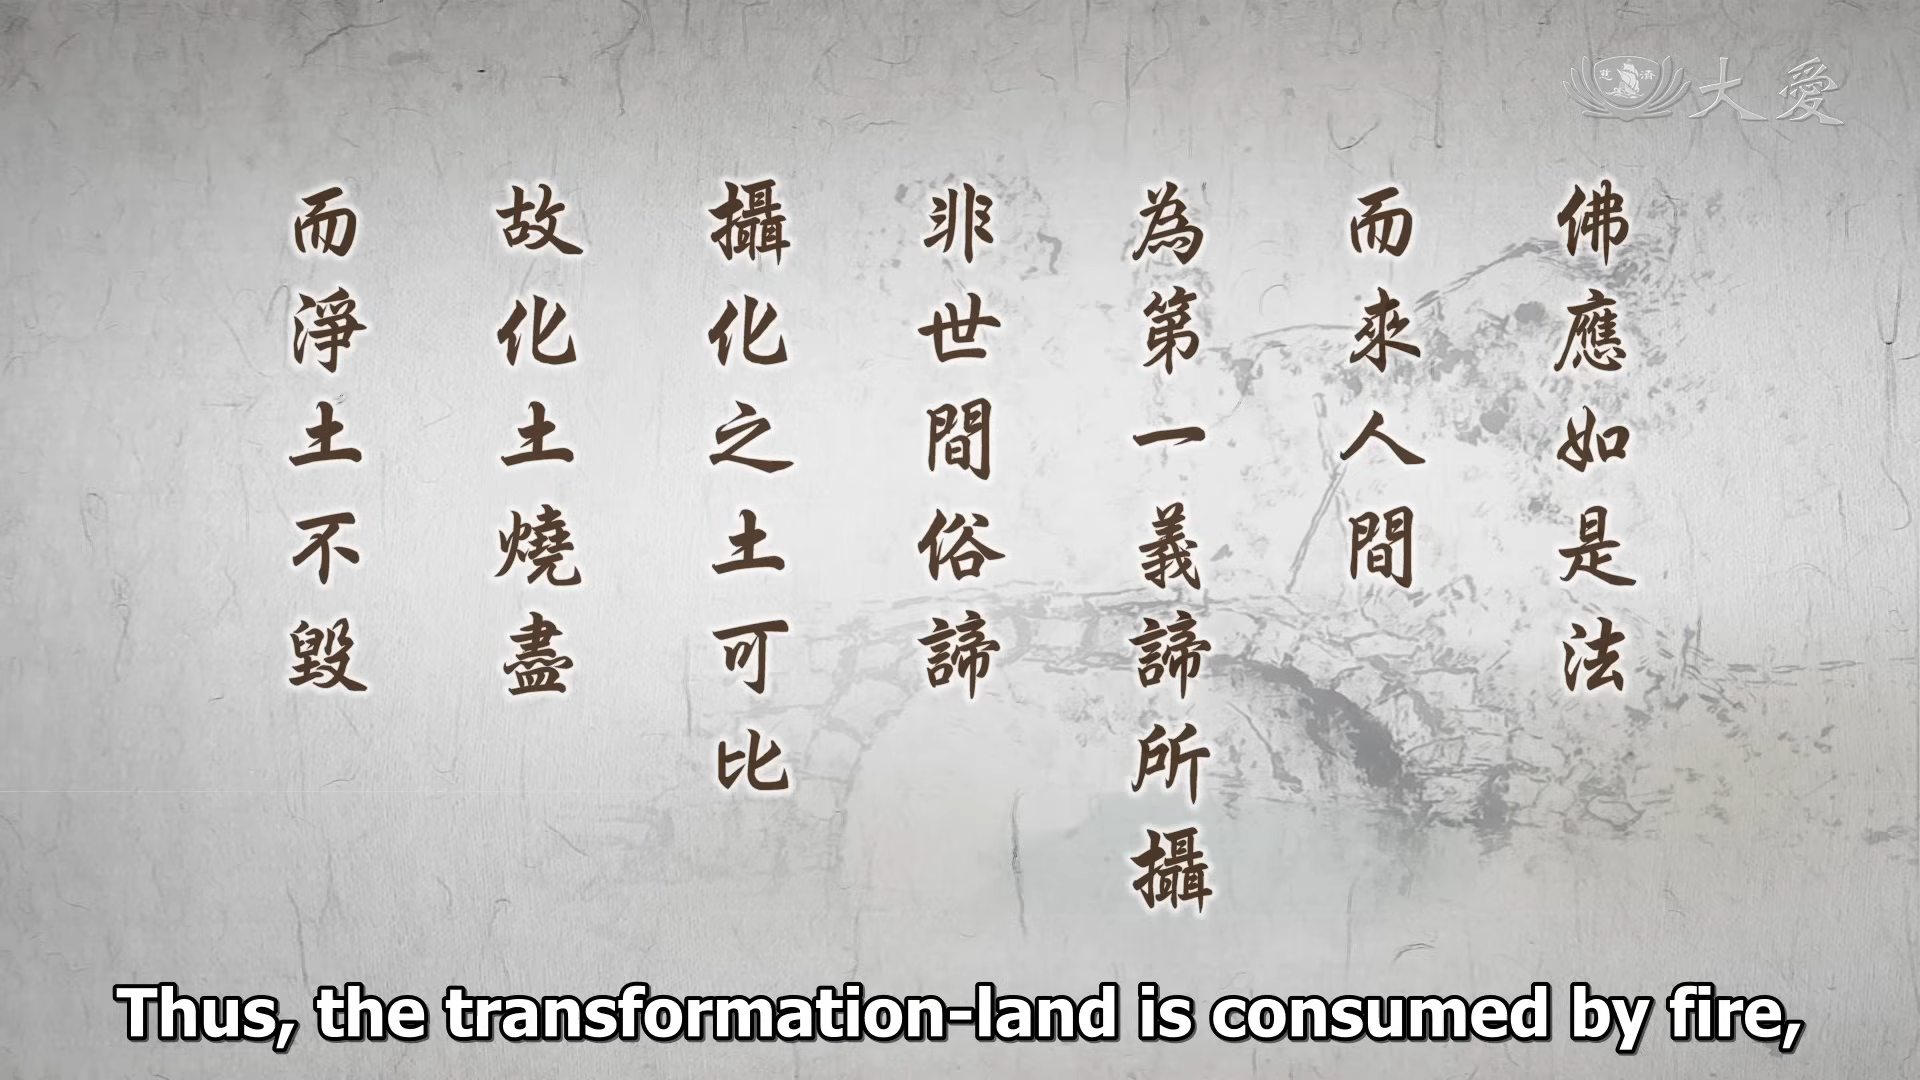 慈濟
大愛
佛應如是法
而來人間
為第一義諦所攝
非世間俗諦
攝化之土可比
故化土燒盡
而淨土不毀
Thus, the transformation-land is consumed by fire,